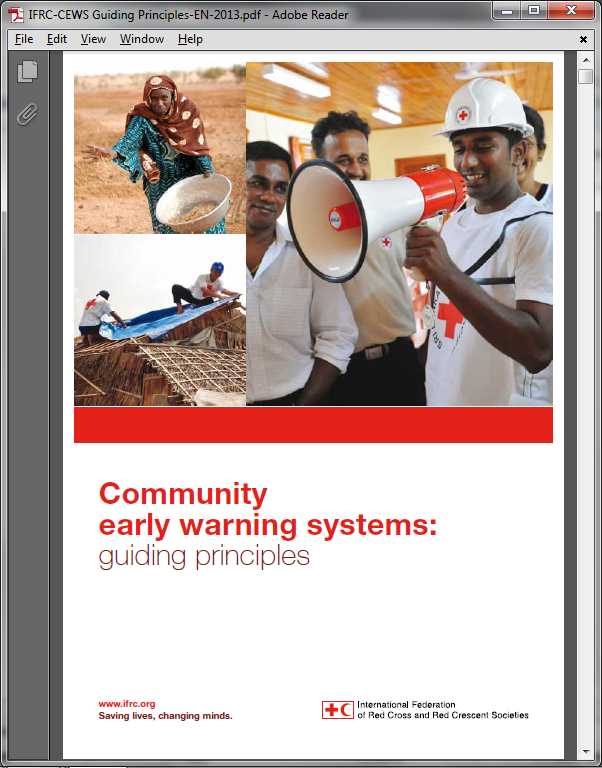 IFRC-CEWS Guiding Principles-EN-2013.pdf - Adobe Reader
File Edit View Window Help
Community
early warning systems:
guiding principles
www.ifrc.org
Saving lives, changing minds.
International Federation
of Red Cross and Red Crescent Societies